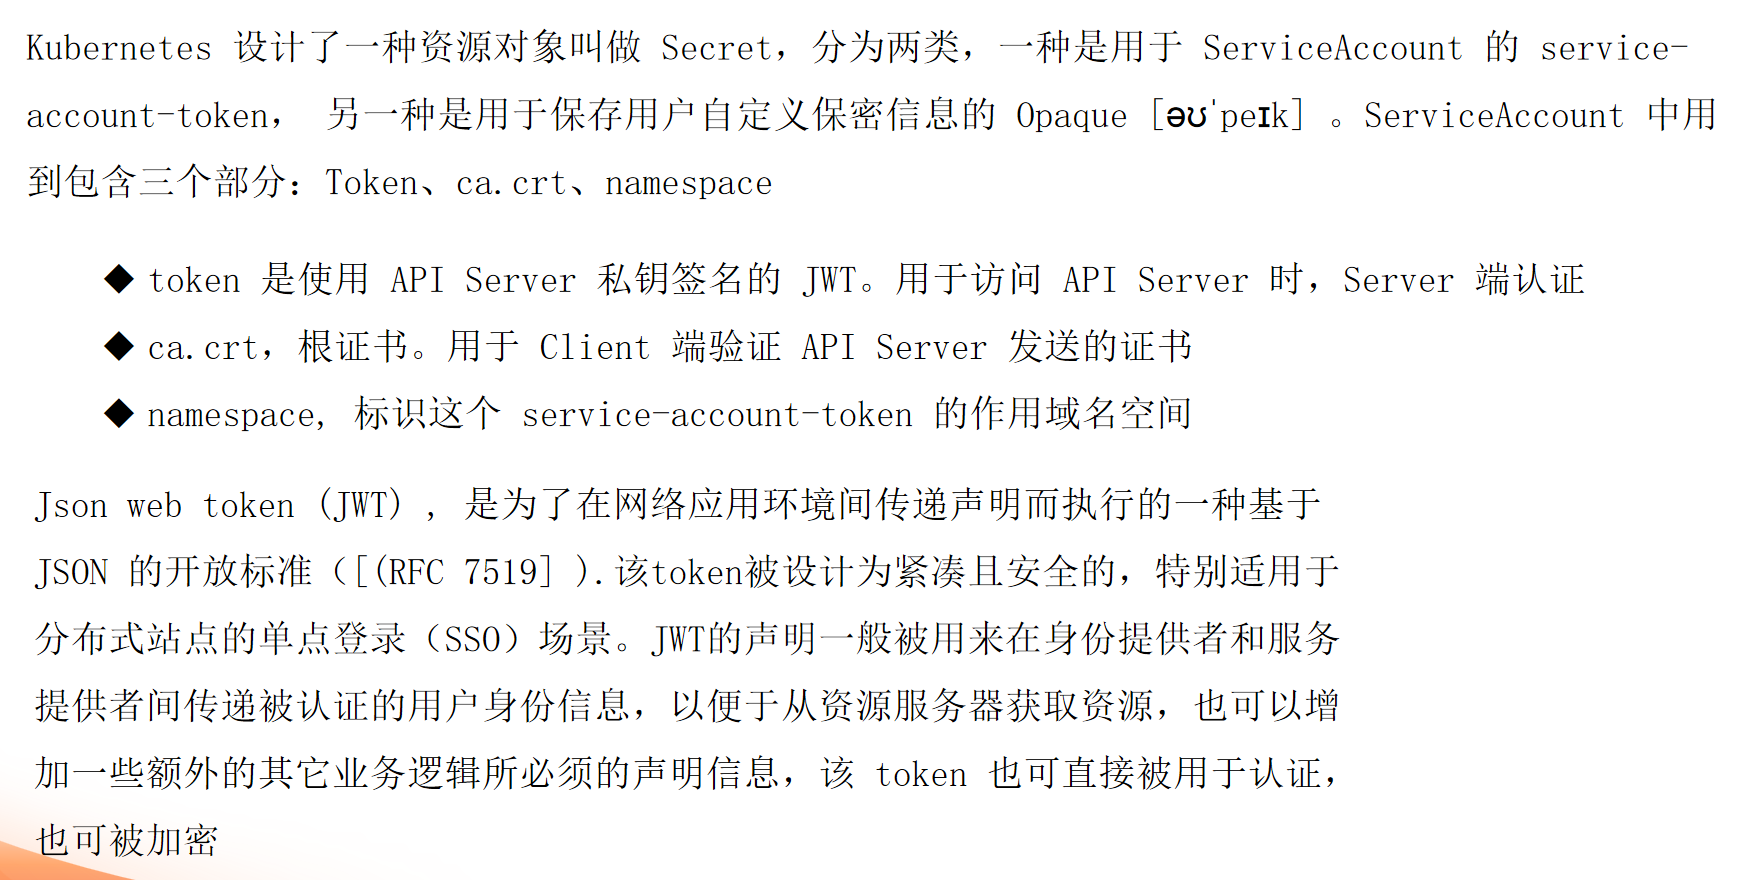 Kubernetes 设计了一种资源对象叫做 Secret，分为两类，一种是用于 ServiceAccount 的 service-
account-token， 另一种是用于保存用户自定义保密信息的 Opaque [əʊˈpeɪk] 。ServiceAccount 中用
到包含三个部分：Token、ca.crt、namespace
◆ token 是使用 API Server 私钥签名的 JWT。用于访问 API Server 时，Server 端认证
◆ ca.crt，根证书。用于 Client 端验证 API Server 发送的证书
◆ namespace, 标识这个 service-account-token 的作用域名空间
Json web token (JWT) , 是为了在网络应用环境间传递声明而执行的一种基于
JSON 的开放标准（[(RFC 7519] ).该token被设计为紧凑且安全的，特别适用于
分布式站点的单点登录（SSO）场景。JWT的声明一般被用来在身份提供者和服务
提供者间传递被认证的用户身份信息，以便于从资源服务器获取资源，也可以增
加一些额外的其它业务逻辑所必须的声明信息，该 token 也可直接被用于认证，
也可被加密